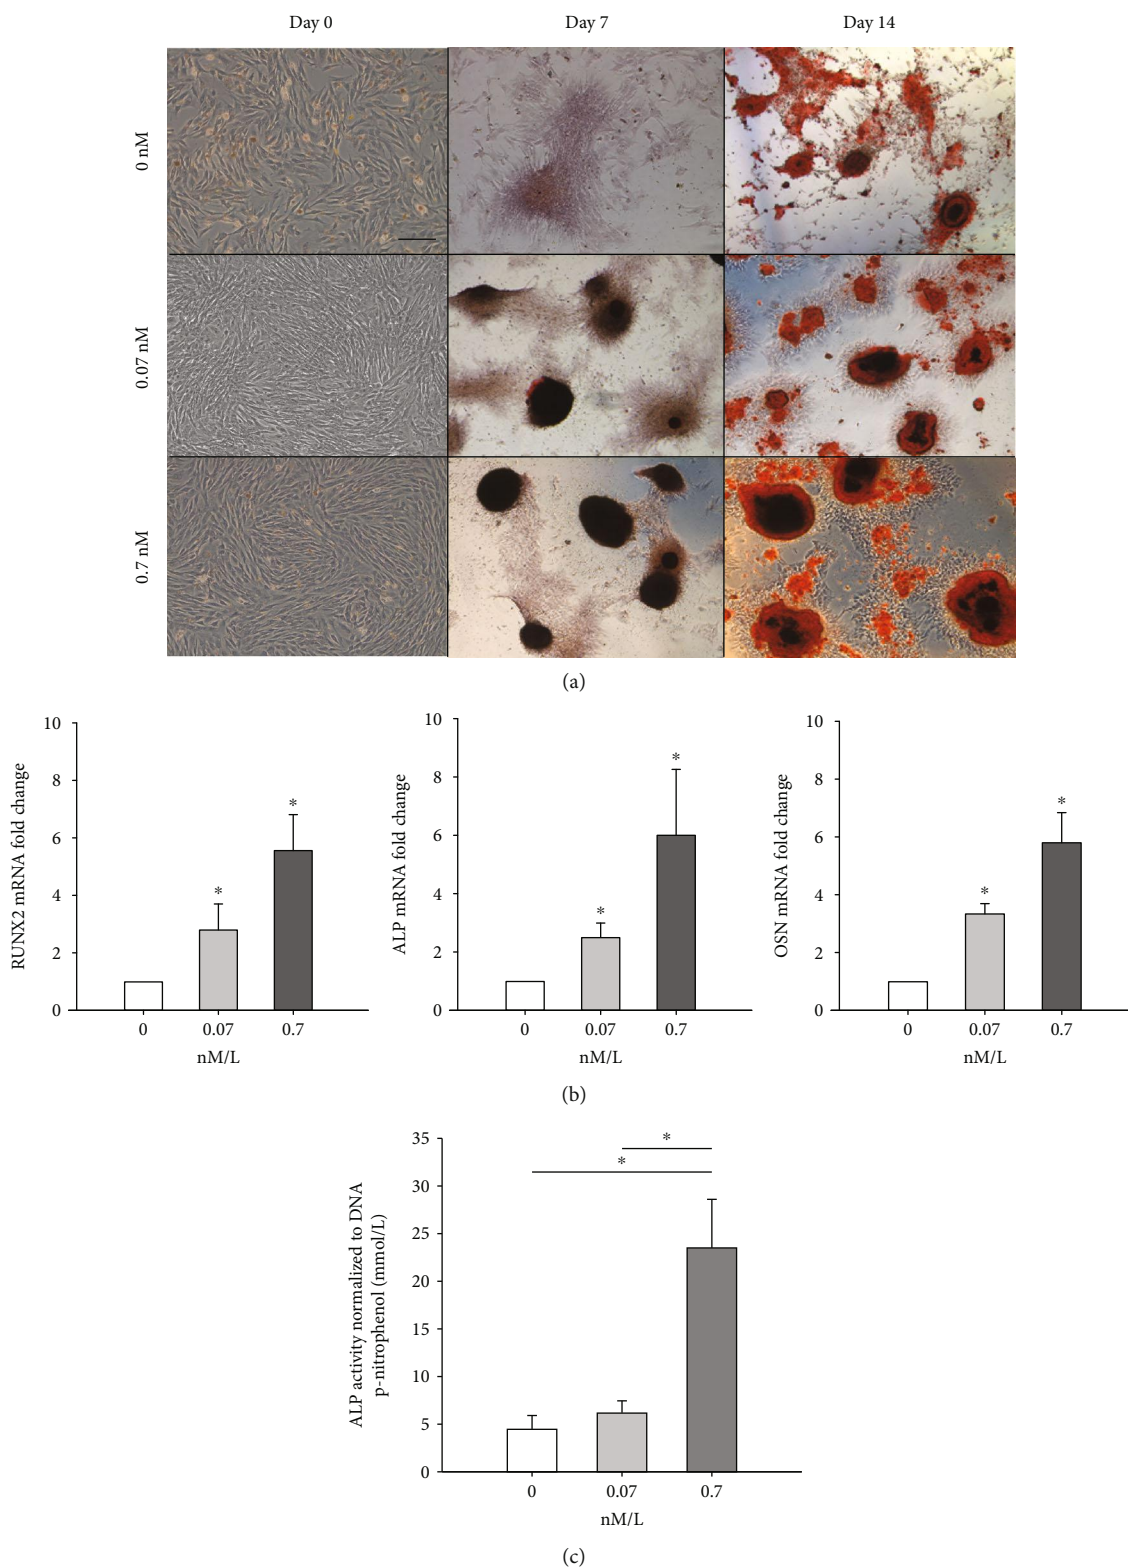 Day 0
Day 7
Day 14
0 nM
0.07 nM
0.7 nM
(a)
RUNX2 mRNA fold change
10
8
6
4
2
0
*
*
0
0.07
0.7
nM/L
ALP mRNA fold change
10
8
6
4
2
0
*
*
0
0.07
0.7
nM/L
OSN mRNA fold change
10
8
6
4
2
0
*
*
0
0.07
0.7
nM/L
(b)
ALP activity normalized to DNA
p-nitrophenol (mmol/L)
35
30
25
20
15
10
5
0
*
*
0
0.07
0.7
nM/L
(c)